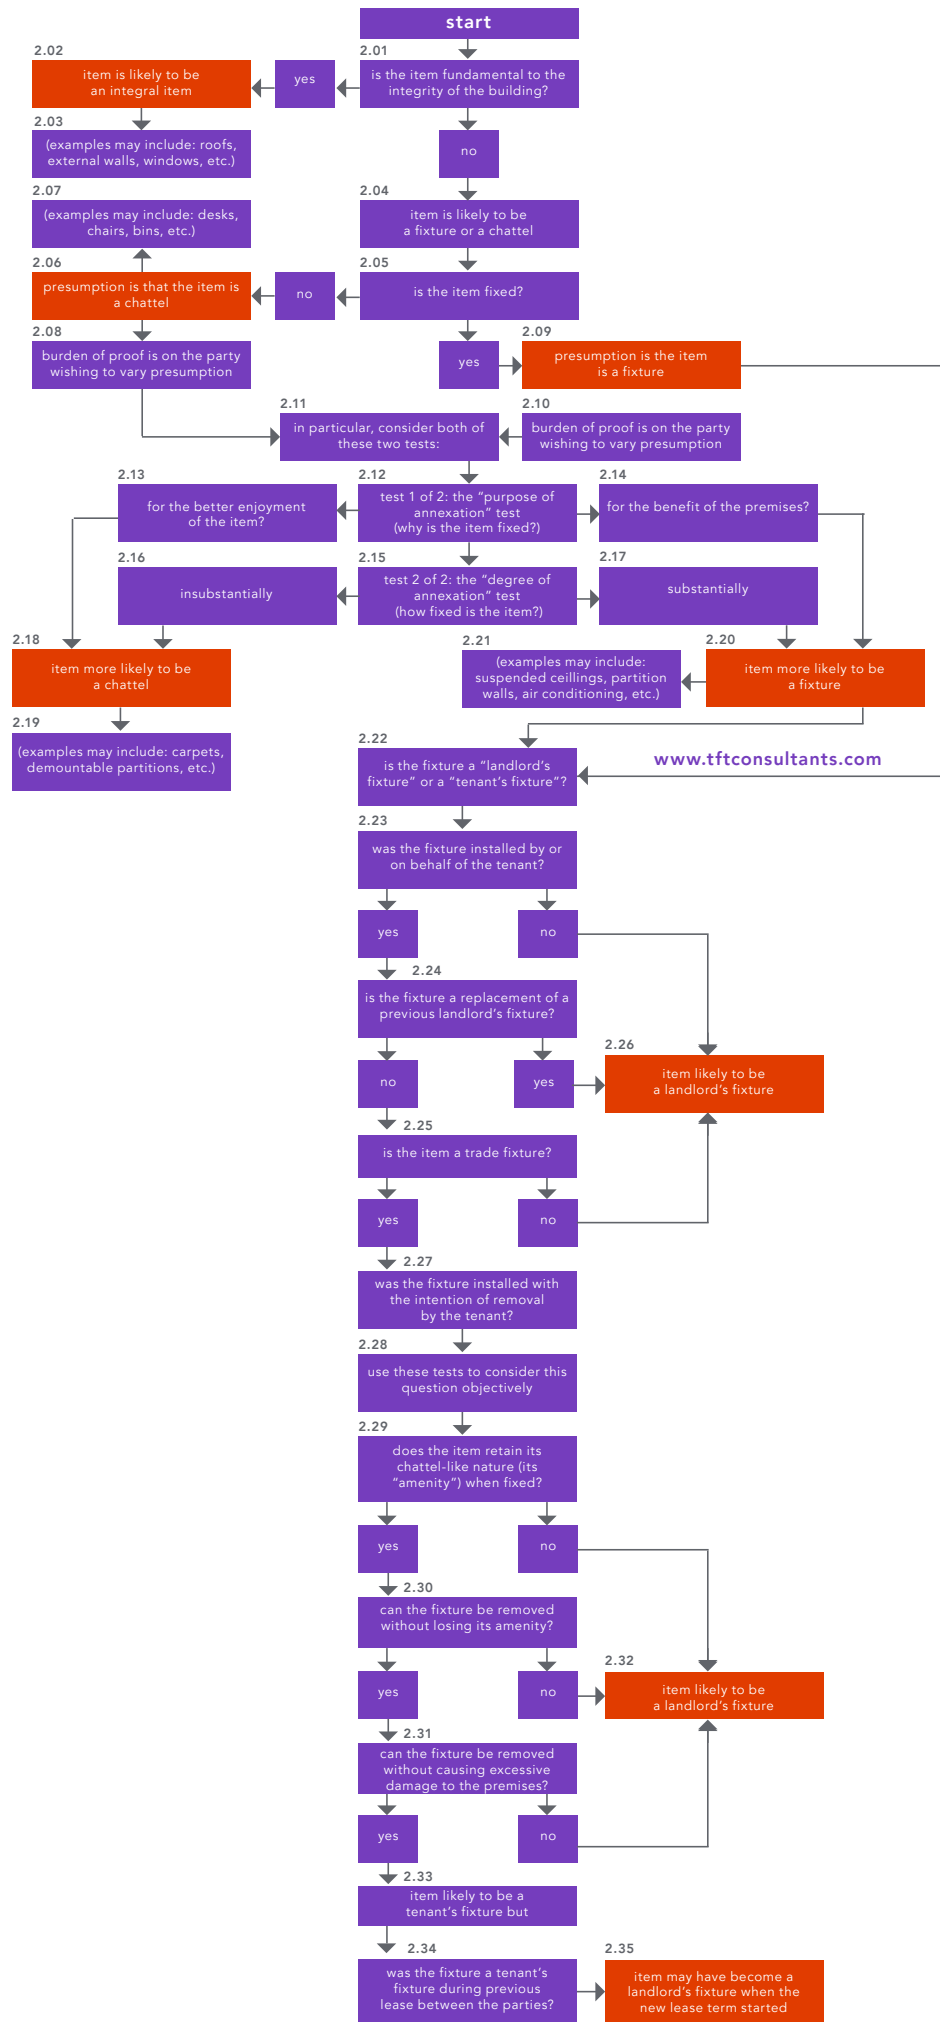 start
2.01
is the item fundamental to the
integrity of the building?
yes
2.02
item is likely to be
an integral item
2.03
(examples may include: roofs,
external walls, windows, etc.)
no
2.04
item is likely to be
a fixture or a chattel
2.05
is the item fixed?
no
2.06
presumption is that the item is
a chattel
2.07
(examples may include: desks,
chairs, bins, etc.)
2.08
burden of proof is on the party
wishing to vary presumption
yes
2.09
presumption is the item
is a fixture
2.10
burden of proof is on the party
wishing to vary presumption
2.11
in particular, consider both of
these two tests:
2.12
test 1 of 2: the “purpose of
annexation” test
(why is the item fixed?)
2.13
for the better enjoyment
of the item?
2.14
for the benefit of the premises?
2.15
test 2 of 2: the “degree of
annexation” test
(how fixed is the item?)
2.16
insubstantially
2.17
substantially
2.18
item more likely to be
a chattel
2.19
(examples may include: carpets,
demountable partitions, etc.)
2.20
item more likely to be
a fixture
2.21
(examples may include:
suspended ceillings, partition
walls, air conditioning, etc.)
2.22
is the fixture a “landlord’s
fixture” or a “tenant’s fixture”?
www.tftconsultants.com
2.23
was the fixture installed by or
on behalf of the tenant?
yes
no
2.24
is the fixture a replacement of a
previous landlord’s fixture?
no
yes
2.26
item likely to be
a landlord’s fixture
2.25
is the item a trade fixture?
yes
no
2.27
was the fixture installed with
the intention of removal
by the tenant?
2.28
use these tests to consider this
question objectively
2.29
does the item retain its
chattel-like nature (its
“amenity”) when fixed?
yes
no
2.30
can the fixture be removed
without losing its amenity?
yes
no
2.32
item likely to be
a landlord’s fixture
2.31
can the fixture be removed
without causing excessive
damage to the premises?
yes
no
2.33
item likely to be a
tenant’s fixture but
2.34
was the fixture a tenant’s
fixture during previous
lease between the parties?
2.35
item may have become a
landlord’s fixture when the
new lease term started